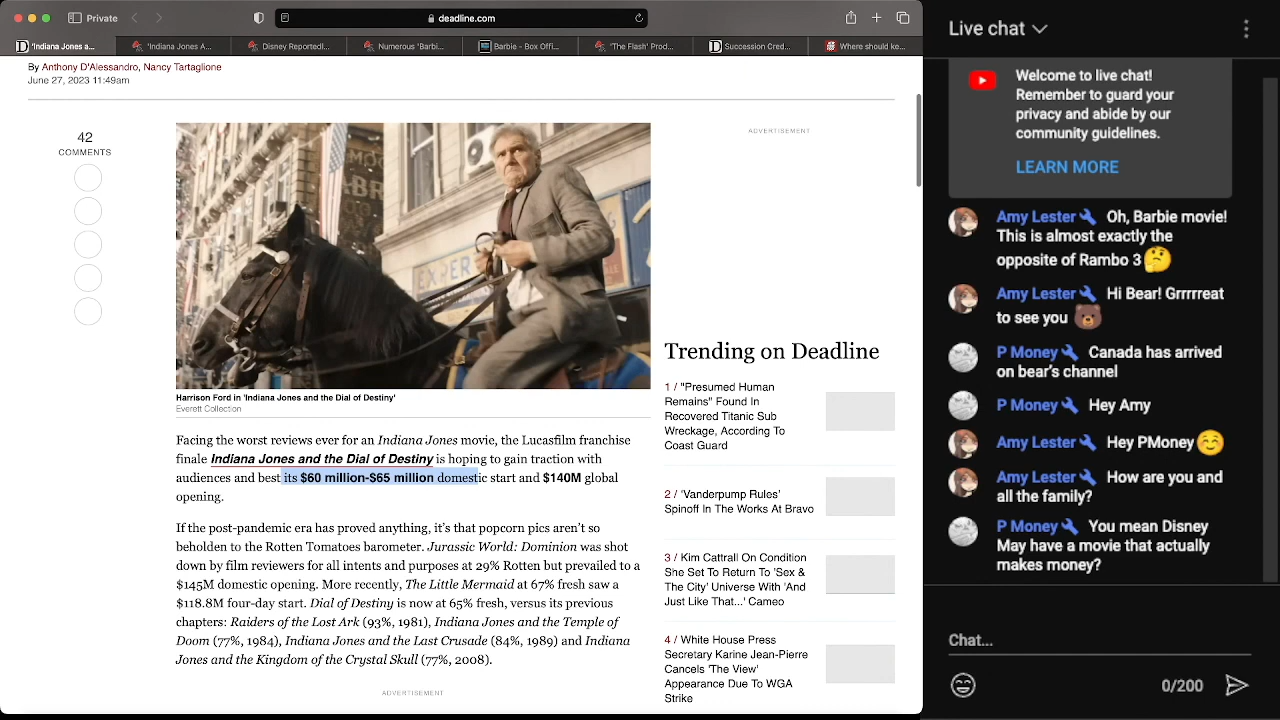 Private
deadline.com
'Indiana Jones a...
'Indiana Jones A...
Disney Reportedl...
Numerous 'Barbi...
Barbie - Box Offi...
'The Flash' Prod...
Succession Cred...
Where should ke...
By Anthony D'Alessandro, Nancy Tartaglione
June 27, 2023 11:49am
42
COMMENTS
Harrison Ford in 'Indiana Jones and the Dial of Destiny'
Everett Collection
Facing the worst reviews ever for an Indiana Jones movie, the Lucasfilm franchise
finale Indiana Jones and the Dial of Destiny is hoping to gain traction with
audiences and best its $60 million-$65 million domestic start and $140M global
opening.
If the post-pandemic era has proved anything, it's that popcorn pics aren't so
beholden to the Rotten Tomatoes barometer. Jurassic World: Dominion was shot
down by film reviewers for all intents and purposes at 29% Rotten but prevailed to a
$145M domestic opening. More recently, The Little Mermaid at 67% fresh saw a
$118.8M four-day start. Dial of Destiny is now at 65% fresh, versus its previous
chapters: Raiders of the Lost Ark (93%, 1981), Indiana Jones and the Temple of
Doom (77%, 1984), Indiana Jones and the Last Crusade (84%, 1989) and Indiana
Jones and the Kingdom of the Crystal Skull (77%, 2008).
ADVERTISEMENT
ADVERTISEMENT
Trending on Deadline
1 / "Presumed Human
Remains" Found In
Recovered Titanic Sub
Wreckage, According To
Coast Guard
2 / 'Vanderpump Rules'
Spinoff In The Works At Bravo
3 / Kim Cattrall On Condition
She Set To Return To 'Sex &
The City' Universe With 'And
Just Like That...' Cameo
4 / White House Press
Secretary Karine Jean-Pierre
Cancels 'The View'
Appearance Due To WGA
Strike
Live chat
Welcome to live chat!
Remember to guard your
privacy and abide by our
community guidelines.
LEARN MORE
Amy Lester Oh, Barbie movie!
This is almost exactly the
opposite of Rambo 3
Amy Lester Hi Bear! Grrrreat
to see you
P Money Canada has arrived
on bear's channel
P Money Hey Amy
Amy Lester Hey PMoney
Amy Lester How are you and
all the family?
P Money You mean Disney
May have a movie that actually
makes money?
Chat...
0/200